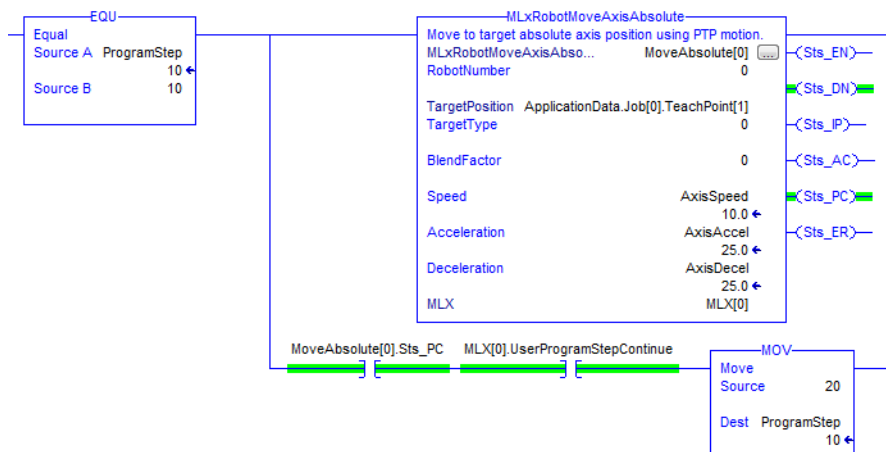 EQU
Equal
Source A ProgramStep
10
Source B 10
MLxRobotMoveAxisAbsolute
Move to target absolute axis position using PTP motion.
MLxRobotMoveAxisAbso... MoveAbsolute[0] ...
RobotNumber 0
TargetPosition ApplicationData.Job[0].TeachPoint[1]
TargetType 0
BlendFactor 0
Speed AxisSpeed
10.0
Acceleration AxisAccel
25.0
Deceleration AxisDecel
25.0
MLX MLX[0]
Sts_EN
Sts_DN
Sts_IP
Sts_AC
Sts_PC
Sts_ER
MoveAbsolute[0].Sts_PC MLX[0].UserProgramStepContinue
MOV
Move
Source 20
Dest ProgramStep
10